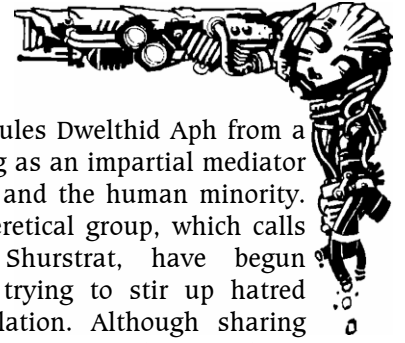 ules Dwelthid Aph from a
g as an impartial mediator
and the human minority.
eretical group, which calls
Shurstrat, have begun
trying to stir up hatred
lation. Although sharing